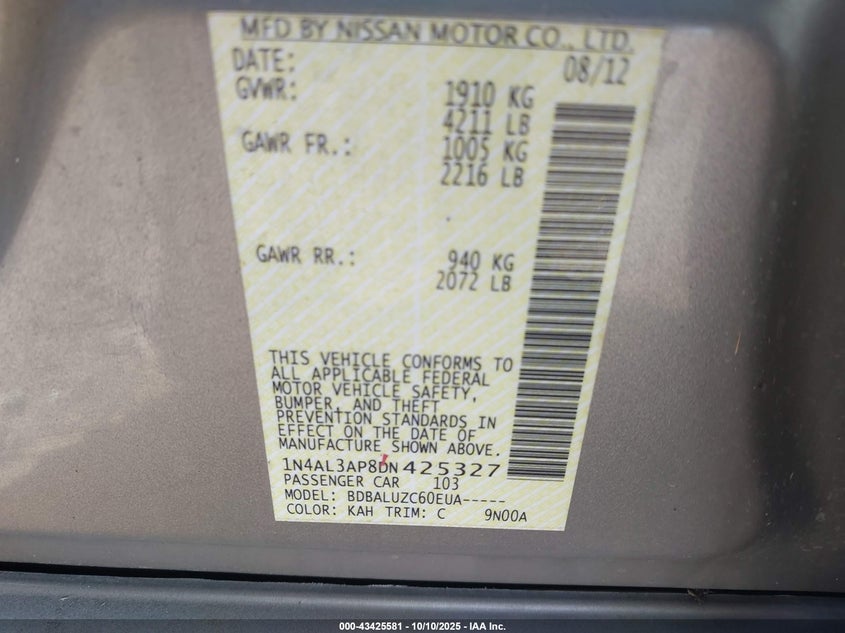 MFD BY NISSAN MOTOR CO., LTD.
DATE: 08/12
GVWR: 1910 KG
4211 LB
GAWR FR.: 1005 KG
2216 LB
GAWR RR.: 940 KG
2072 LB
THIS VEHICLE CONFORMS TO
ALL APPLICABLE FEDERAL
MOTOR VEHICLE SAFETY,
BUMPER, AND THEFT
PREVENTION STANDARDS IN
EFFECT ON THE DATE OF
MANUFACTURE SHOWN ABOVE.
1N4AL3AP8DN425327
PASSENGER CAR 103
MODEL: BDBALUZC60EUA-----
COLOR: KAH TRIM: C 9N00A
000-43425581 - 10/10/2025 - IAA Inc.